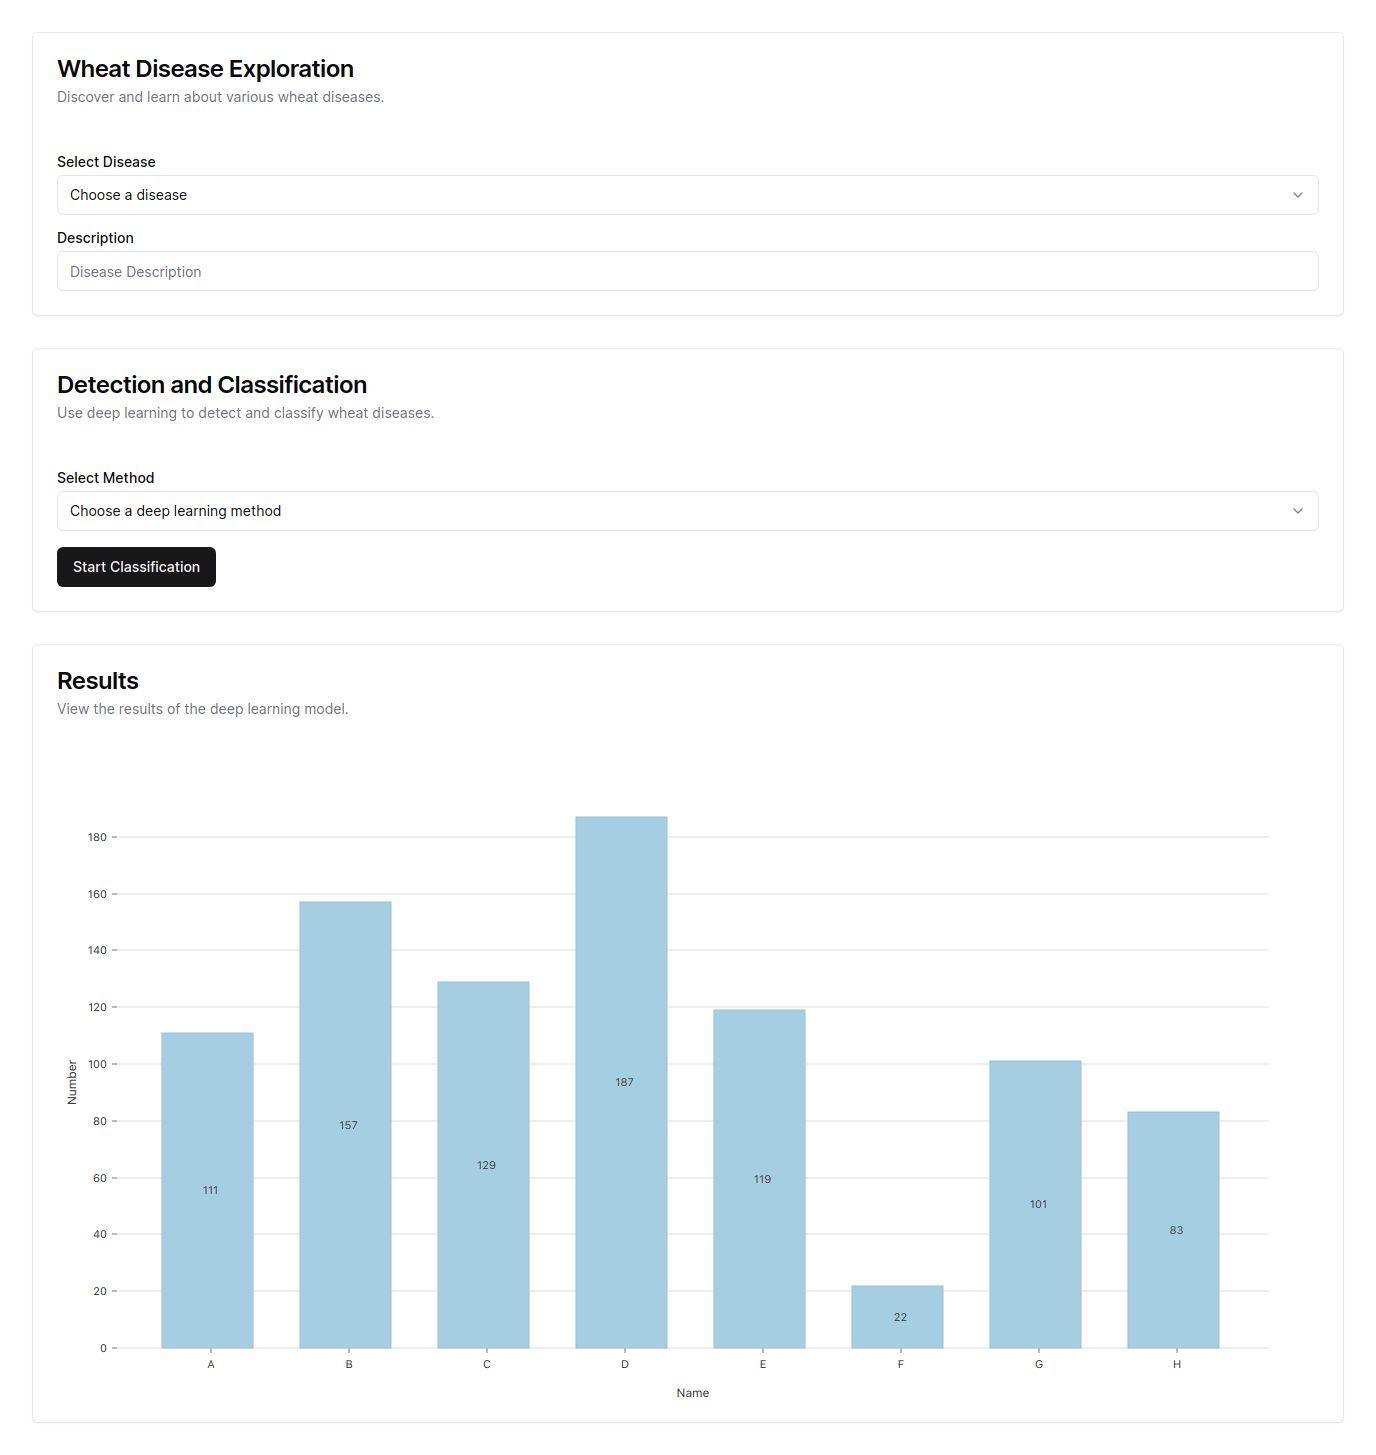 Wheat Disease Exploration
Discover and learn about various wheat diseases.
Select Disease
Choose a disease
Description
Disease Description
Detection and Classification
Use deep learning to detect and classify wheat diseases.
Select Method
Choose a deep learning method
Start Classification
Results
View the results of the deep learning model.
180
160
140
120
100
80
60
40
20
0
Number
111
157
129
187
119
22
101
83
A B C D E F G H
Name